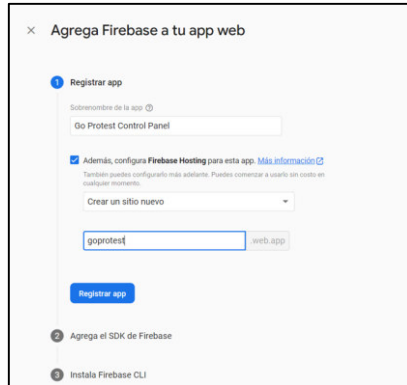 Agrega Firebase a tu app web
1 Registrar app
Sobrenombre de la app
Go Protest Control Panel
Además, configura Firebase Hosting para esta app. Más información
También puedes configurarlo más adelante. Puedes comenzar a usarlo sin costo en
cualquier momento.
Crear un sitio nuevo
goprotest .web.app
Registrar app
2 Agrega el SDK de Firebase
3 Instala Firebase CLI